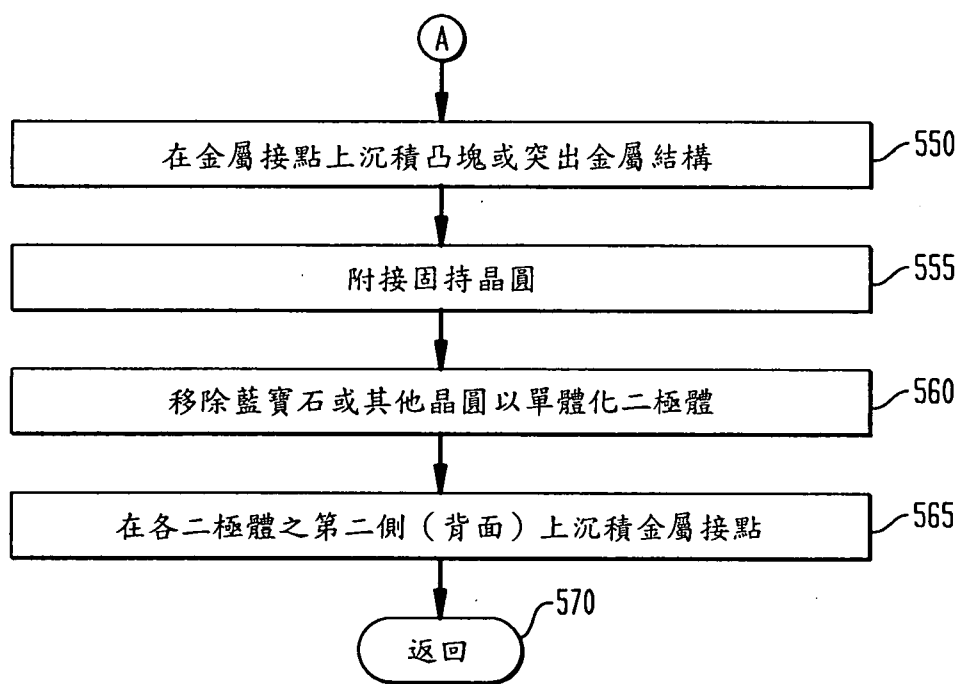 A
在金屬接點上沉積凸塊或突出金屬結構
550
附接固持晶圓
555
移除藍寶石或其他晶圓以單體化二極體
560
在各二極體之第二側（背面）上沉積金屬接點
565
返回
570